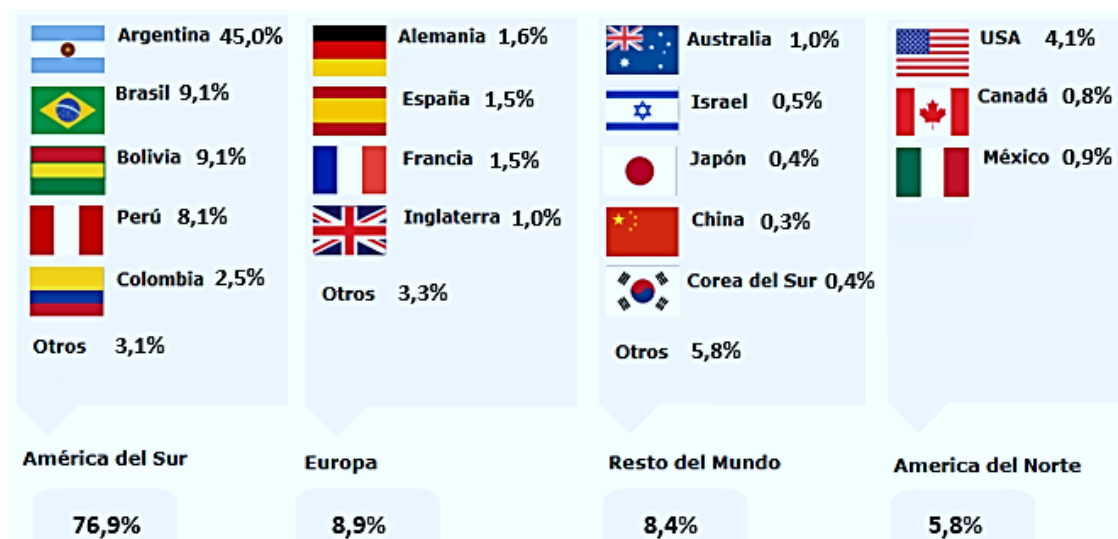 Argentina 45,0%
Brasil 9,1%
Bolivia 9,1%
Perú 8,1%
Colombia 2,5%
Otros 3,1%
América del Sur
76,9%
Alemania 1,6%
España 1,5%
Francia 1,5%
Inglaterra 1,0%
Otros 3,3%
Europa
8,9%
Australia 1,0%
Israel 0,5%
Japón 0,4%
China 0,3%
Corea del Sur 0,4%
Otros 5,8%
Resto del Mundo
8,4%
USA 4,1%
Canadá 0,8%
México 0,9%
America del Norte
5,8%